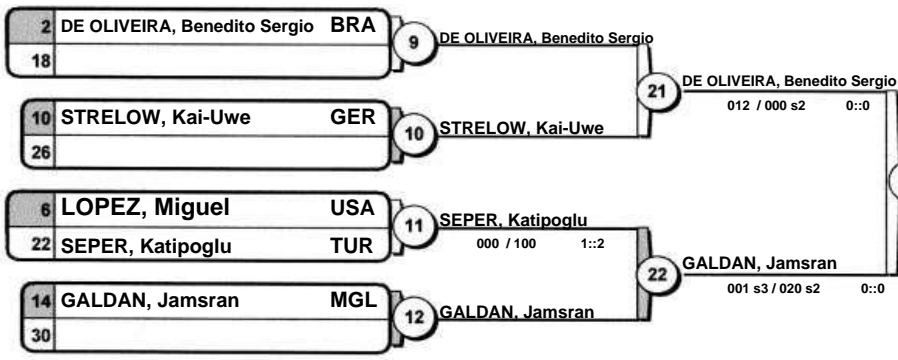 2 DE OLIVEIRA, Benedito Sergio BRA
18
9 DE OLIVEIRA, Benedito Sergio
10 STRELOW, Kai-Uwe GER
26
10 STRELOW, Kai-Uwe
21 DE OLIVEIRA, Benedito Sergio
012 / 000 s2 0::0
6 LOPEZ, Miguel USA
22 SEPER, Katipoglu TUR
11 SEPER, Katipoglu
000 / 100 1::2
14 GALDAN, Jamsran MGL
30
12 GALDAN, Jamsran
22 GALDAN, Jamsran
001 s3 / 020 s2 0::0